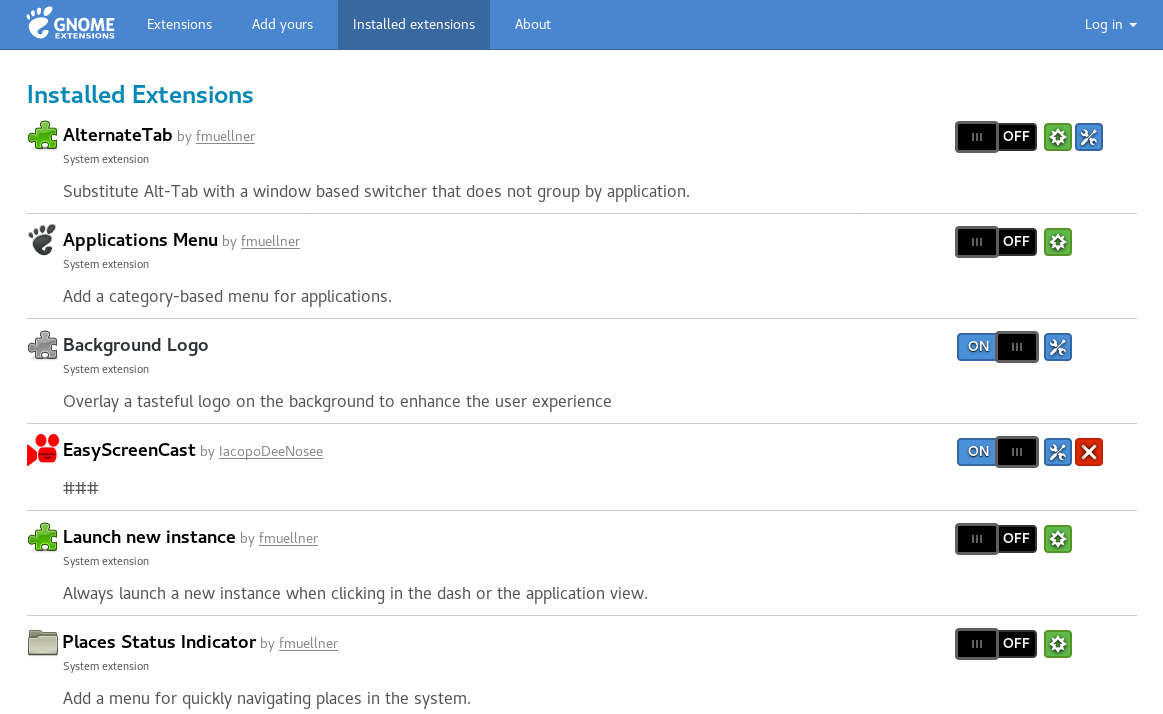 GNOME EXTENSIONS Extensions Add yours Installed extensions About Log in
Installed Extensions
AlternateTab by fmuellner OFF
System extension
Substitute Alt-Tab with a window based switcher that does not group by application.
Applications Menu by fmuellner OFF
System extension
Add a category-based menu for applications.
Background Logo ON
System extension
Overlay a tasteful logo on the background to enhance the user experience
EasyScreenCast by IacopoDeeNosee ON
###
Launch new instance by fmuellner OFF
System extension
Always launch a new instance when clicking in the dash or the application view.
Places Status Indicator by fmuellner OFF
System extension
Add a menu for quickly navigating places in the system.